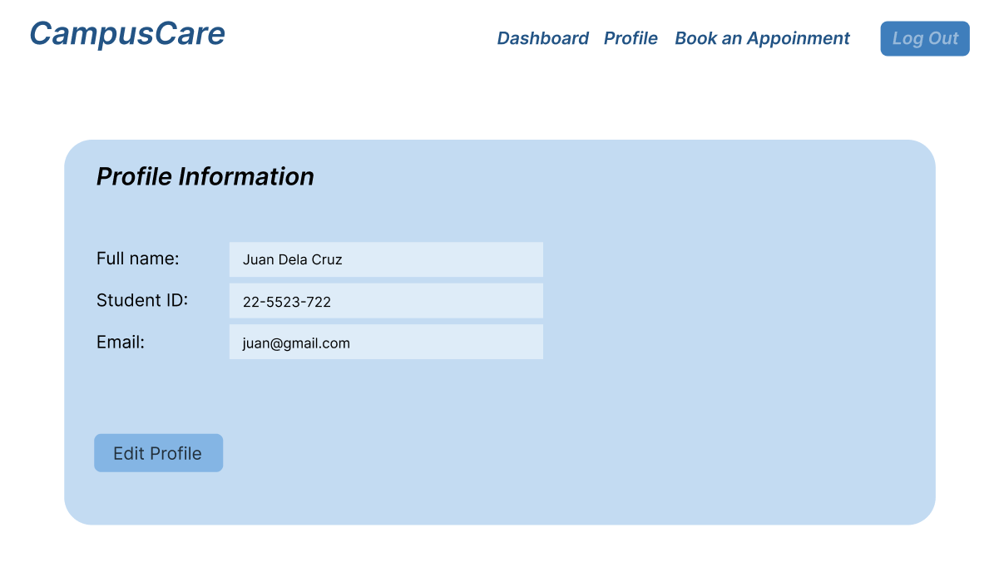 CampusCare
Dashboard Profile Book an Appoinment Log Out
Profile Information
Full name: Juan Dela Cruz
Student ID: 22-5523-722
Email: juan@gmail.com
Edit Profile